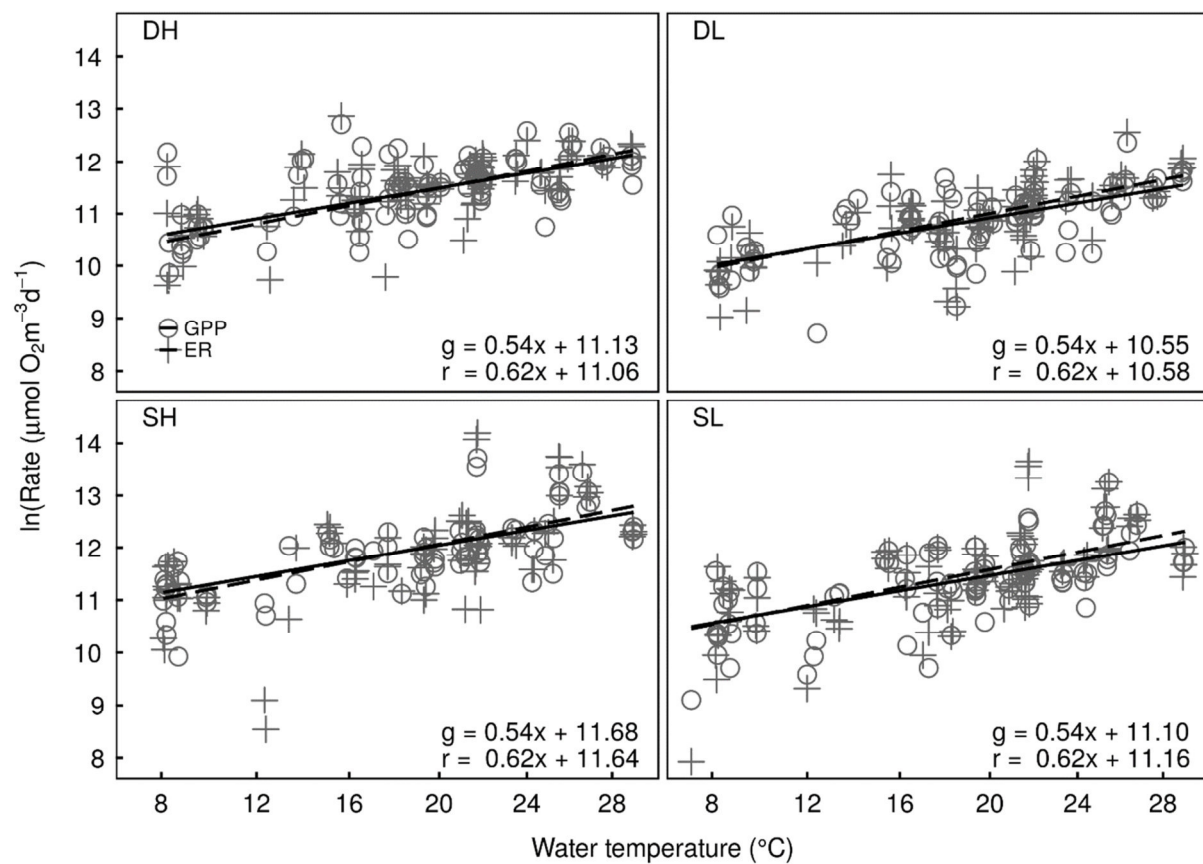 DH
DL
14
13
12
11
10
9
8
GPP
ER
g = 0.54x + 11.13
r = 0.62x + 11.06
g = 0.54x + 10.55
r = 0.62x + 10.58
ln(Rate (μmol O₂m⁻³d⁻¹)
SH
SL
14
13
12
11
10
9
8
g = 0.54x + 11.68
r = 0.62x + 11.64
g = 0.54x + 11.10
r = 0.62x + 11.16
8 12 16 20 24 28 8 12 16 20 24 28
Water temperature (°C)